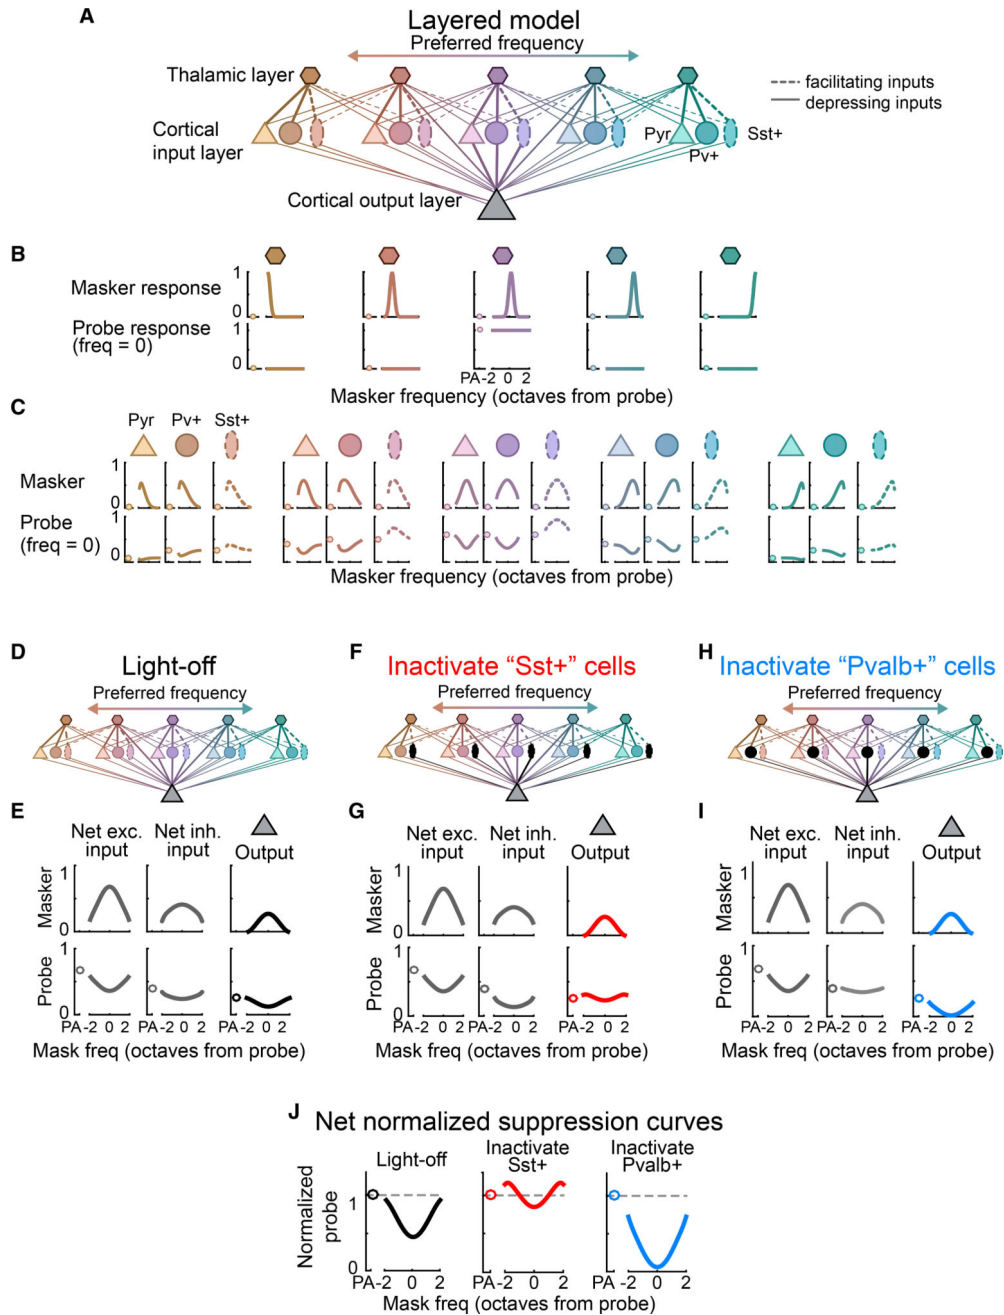 A
Layered model
Preferred frequency
Thalamic layer
facilitating inputs
depressing inputs
Cortical
input layer
Pyr
Sst+
Pv+
Cortical output layer
B
Masker response
1
0
Probe response
(freq = 0)
1
0
PA -2 0 2
Masker frequency (octaves from probe)
C
Pyr Pv+ Sst+
Masker
1
0
Probe
(freq = 0)
1
0
Masker frequency (octaves from probe)
D
Light-off
Preferred frequency
F
Inactivate “Sst+” cells
Preferred frequency
H
Inactivate “Pvalb+” cells
Preferred frequency
E
Net exc.
input
Net inh.
input
Output
Masker
1
0
Probe
1
0
PA -2 0 2 PA -2 0 2 PA -2 0 2
Mask freq (octaves from probe)
G
Net exc.
input
Net inh.
input
Output
Masker
1
0
Probe
1
0
PA -2 0 2 PA -2 0 2 PA -2 0 2
Mask freq (octaves from probe)
I
Net exc.
input
Net inh.
input
Output
Masker
1
0
Probe
1
0
PA -2 0 2 PA -2 0 2 PA -2 0 2
Mask freq (octaves from probe)
J
Net normalized suppression curves
Light-off
Inactivate
Sst+
Inactivate
Pvalb+
Normalized
probe
1
0
PA -2 0 2 PA -2 0 2 PA -2 0 2
Mask freq (octaves from probe)